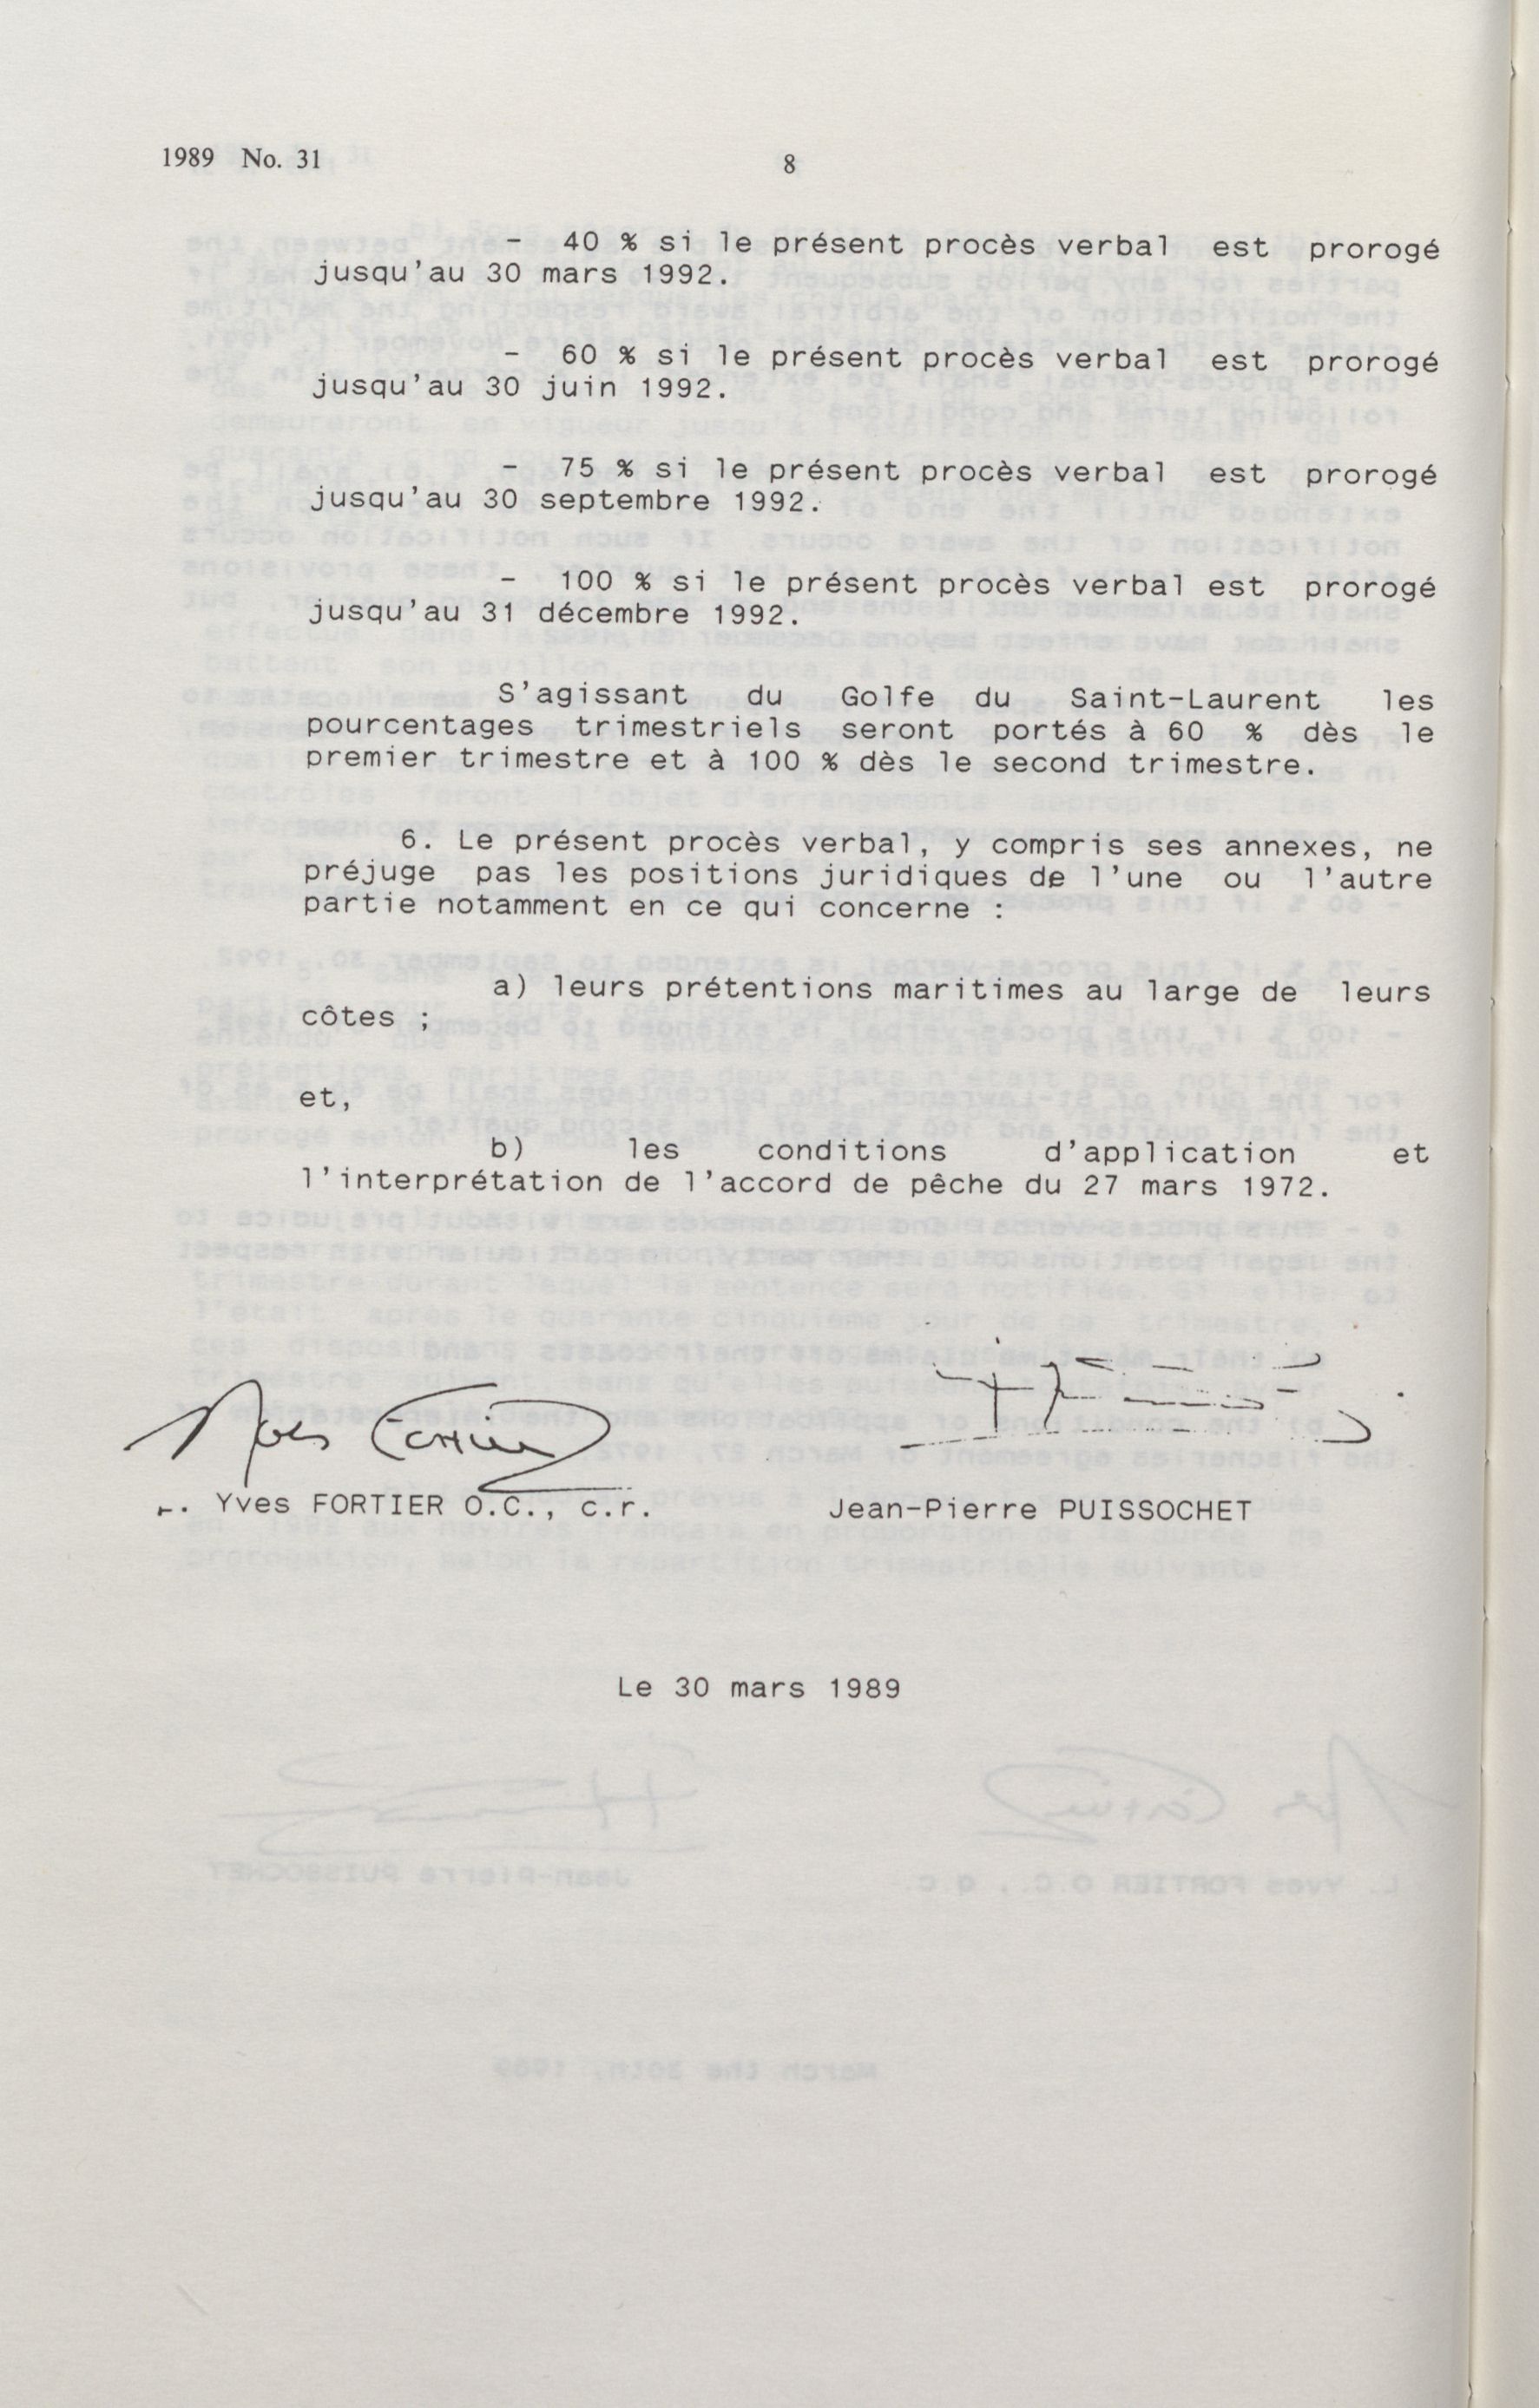 1989 No. 31
8
- 40 % si le présent procès verbal est prorogé
jusqu'au 30 mars 1992.
- 60 % si le présent procès verbal est prorogé
jusqu'au 30 juin 1992.
- 75 % si le présent procès verbal est prorogé
jusqu'au 30 septembre 1992.
- 100 % si le présent procès verbal est prorogé
jusqu'au 31 décembre 1992.
S'agissant du Golfe du Saint-Laurent les
pourcentages trimestriels seront portés à 60 % dès le
premier trimestre et à 100 % dès le second trimestre.
6. Le présent procès verbal, y compris ses annexes, ne
préjuge pas les positions juridiques de l'une ou l'autre
partie notamment en ce qui concerne :
a) leurs prétentions maritimes au large de leurs
côtes ;
et,
b) les conditions d'application et
l'interprétation de l'accord de pêche du 27 mars 1972.
Yves Fortier
L. Yves FORTIER O.C., c.r.
Jean-Pierre PUISSOCHET
Le 30 mars 1989